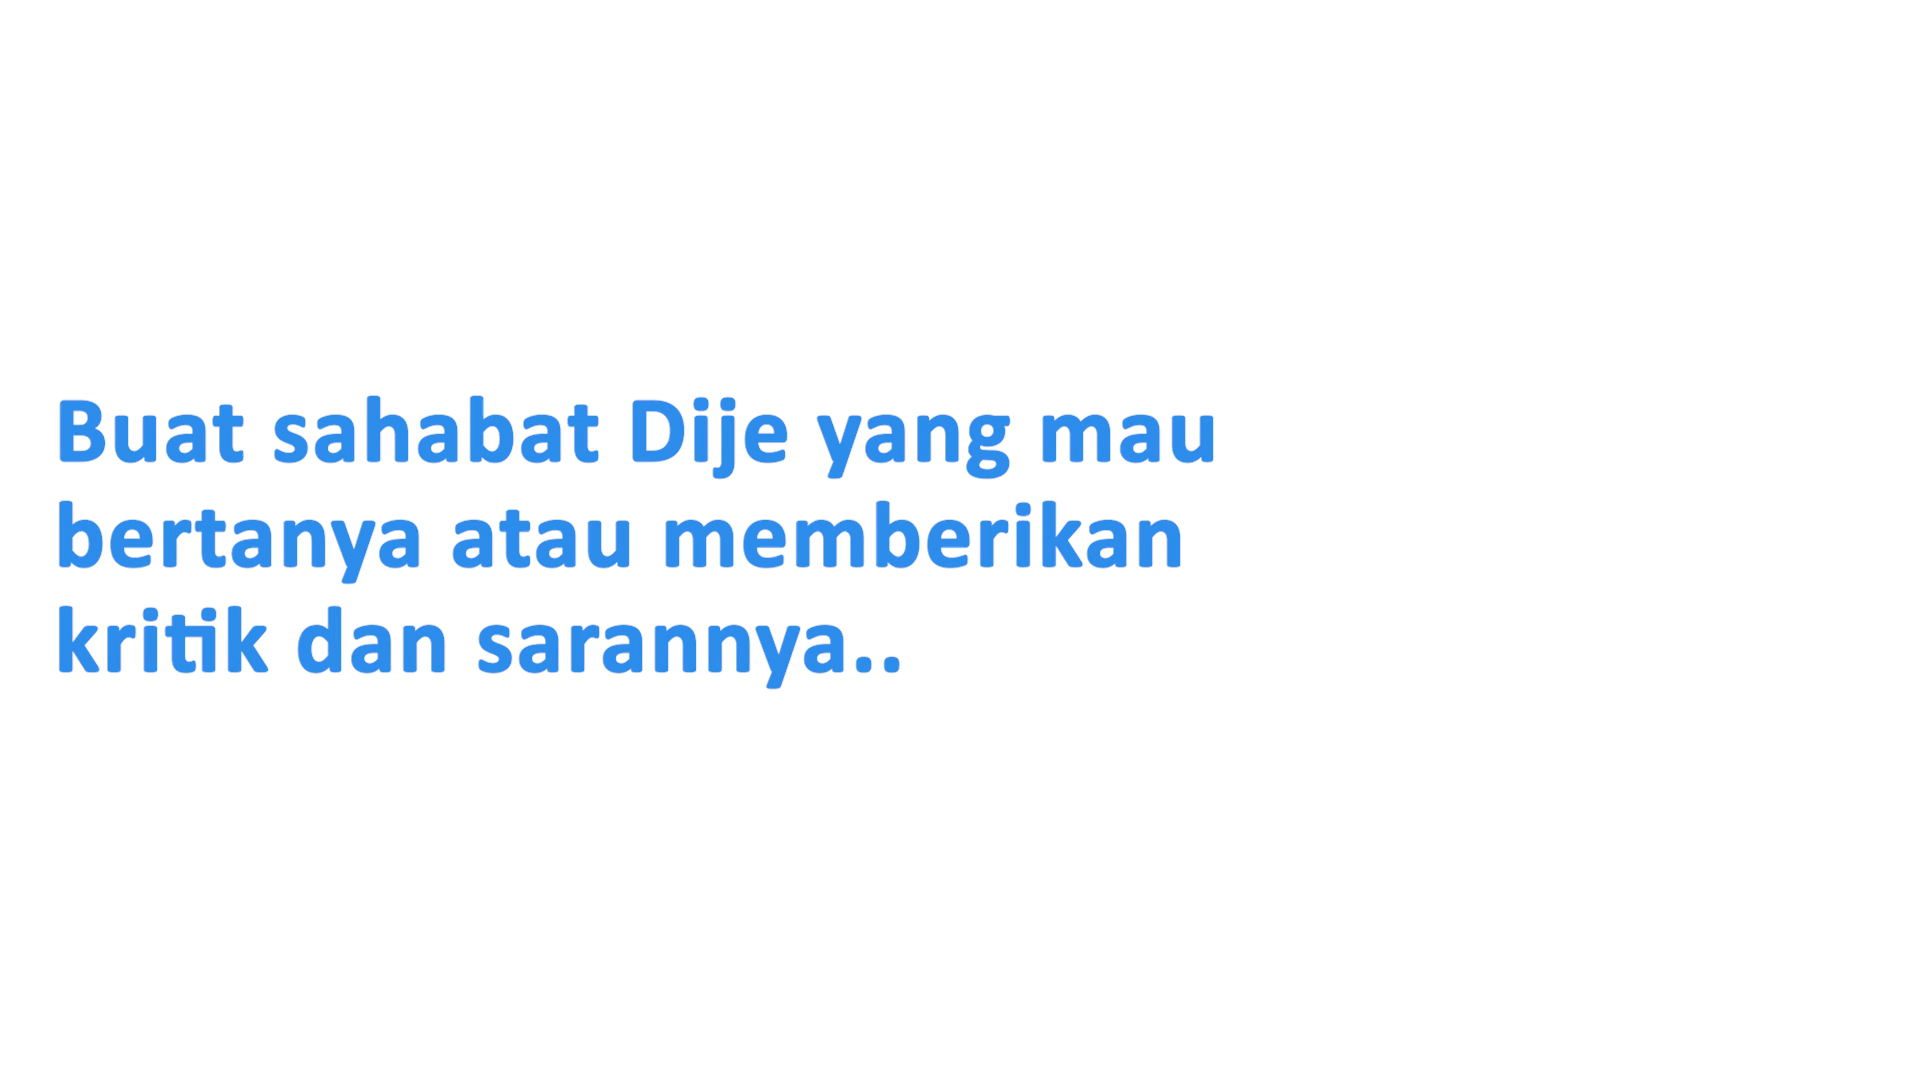 Buat sahabat Dije yang mau
bertanya atau memberikan
kritik dan sarannya..